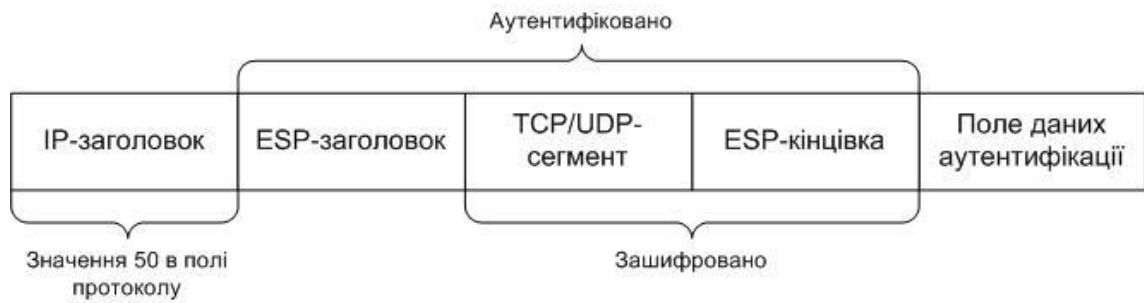 Аутентифіковано
IP-заголовок
ESP-заголовок
TCP/UDP-
сегмент
ESP-кінцівка
Поле даних
аутентифікації
Значення 50 в полі
протоколу
Зашифровано